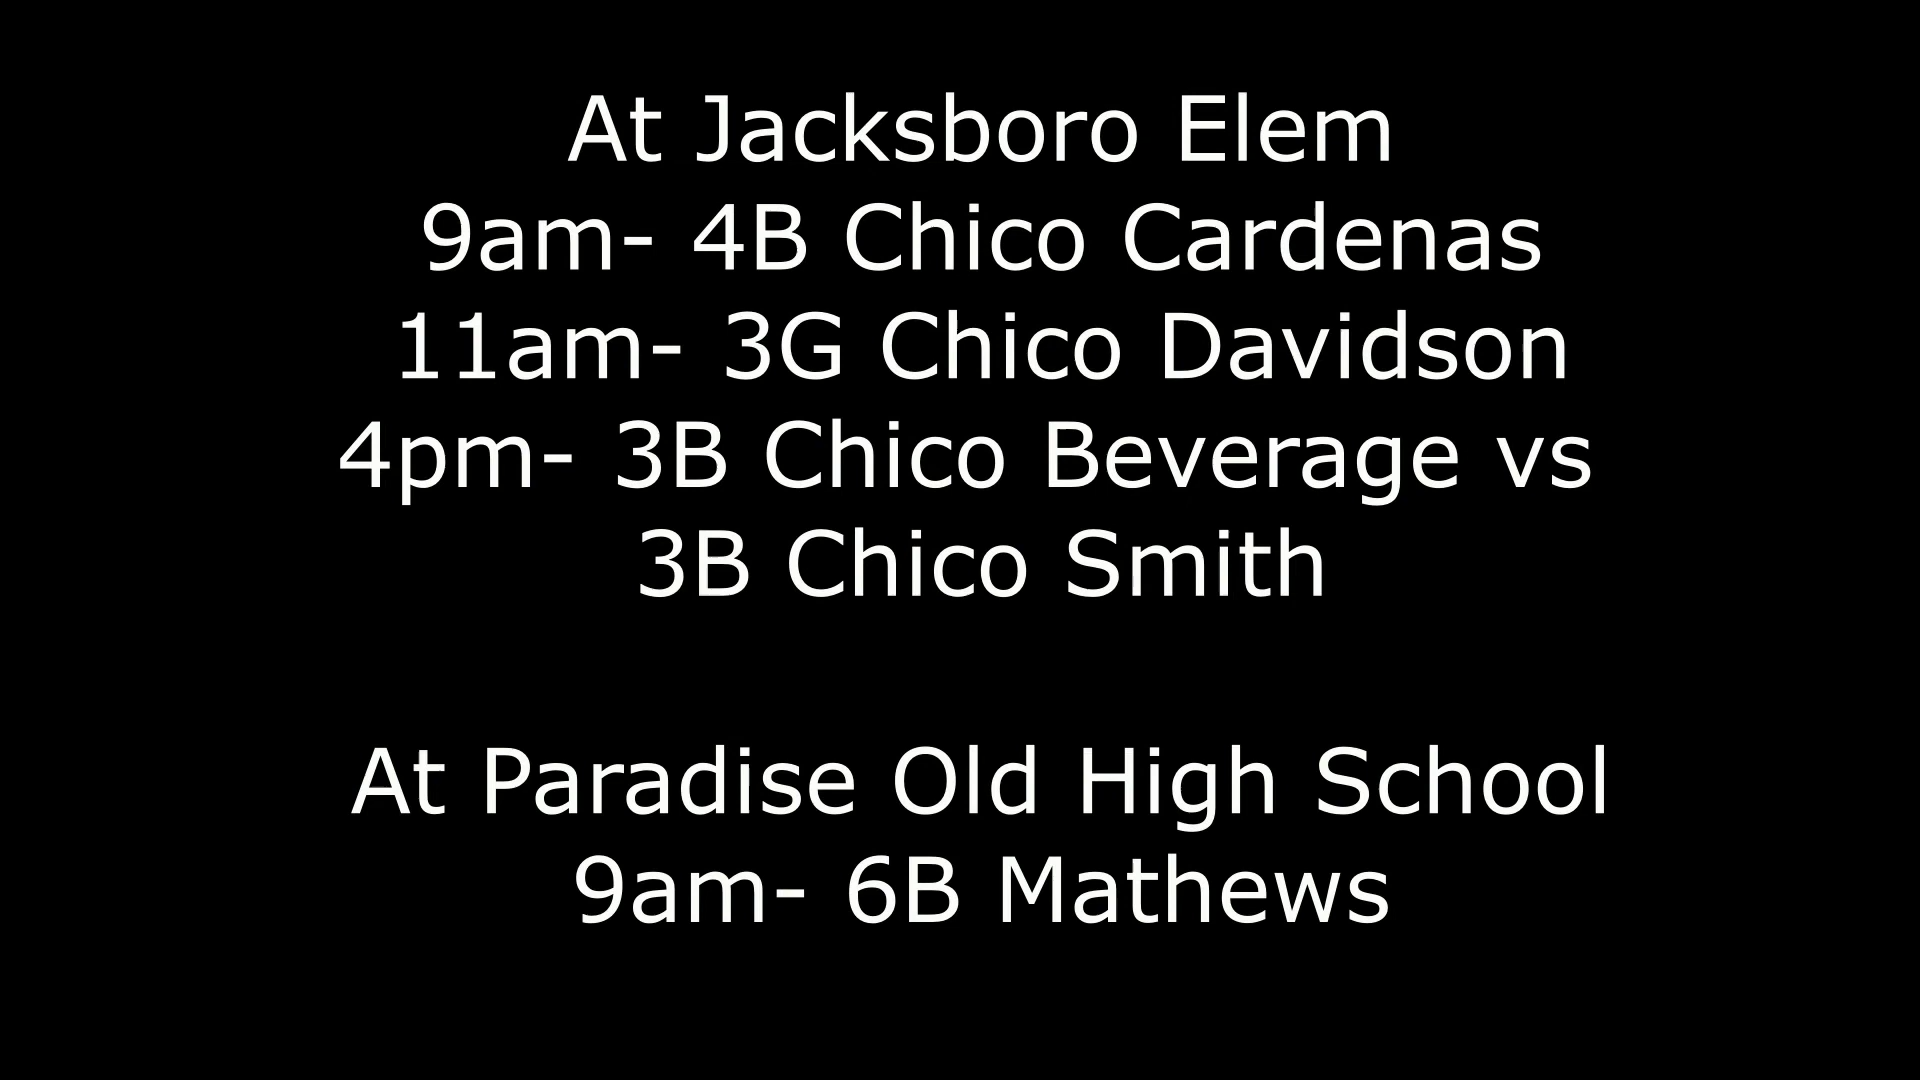 At Jacksboro Elem
9am- 4B Chico Cardenas
11am- 3G Chico Davidson
4pm- 3B Chico Beverage vs
3B Chico Smith
At Paradise Old High School
9am- 6B Mathews